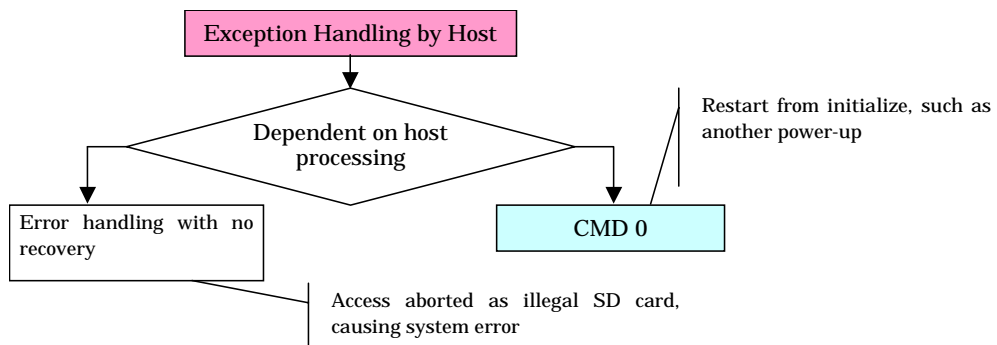 Exception Handling by Host
Dependent on host
processing
Restart from initialize, such as
another power-up
Error handling with no
recovery
CMD 0
Access aborted as illegal SD card,
causing system error